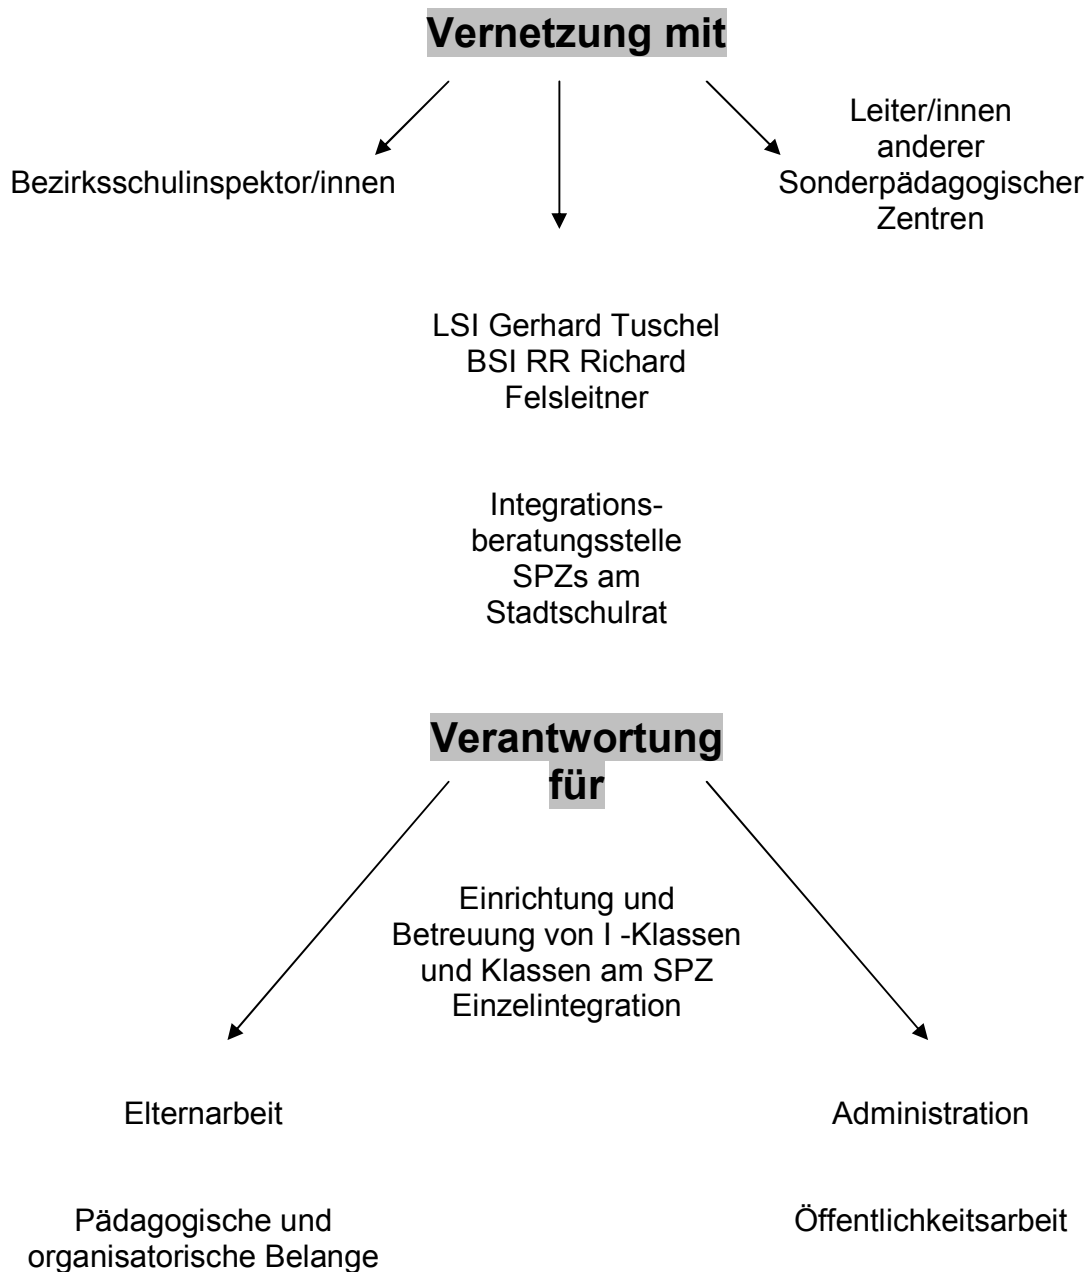 Vernetzung mit
Bezirksschulinspektor/innen
Leiter/innen
anderer
Sonderpädagogischer
Zentren
LSI Gerhard Tuschel
BSI RR Richard
Felsleitner
Integrations-
beratungsstelle
SPZs am
Stadtschulrat
Verantwortung
für
Einrichtung und
Betreuung von I -Klassen
und Klassen am SPZ
Einzelintegration
Elternarbeit
Administration
Pädagogische und
organisatorische Belange
Öffentlichkeitsarbeit